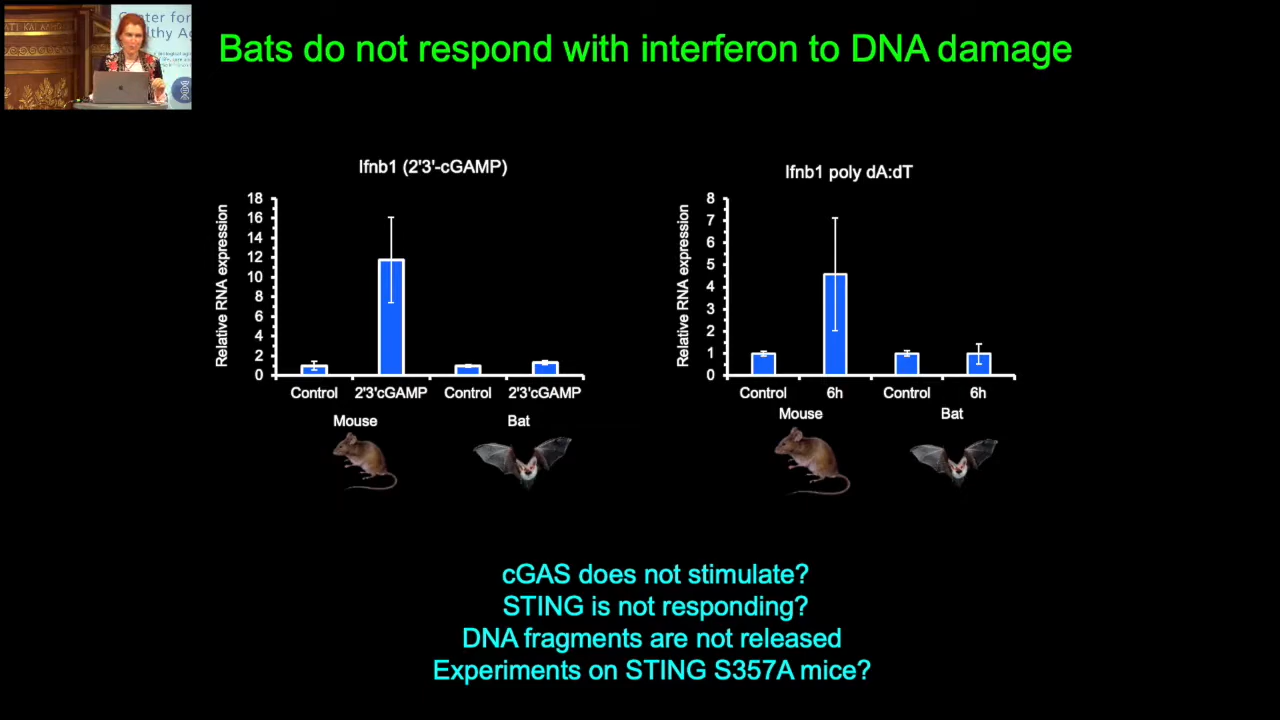 Center for
Healthy Ag
Bats do not respond with interferon to DNA damage
Ifnb1 (2'3'-cGAMP)
Relative RNA expression
18
16
14
12
10
8
6
4
2
0
Control 2'3'cGAMP Control 2'3'cGAMP
Mouse Bat
Ifnb1 poly dA:dT
Relative RNA expression
8
7
6
5
4
3
2
1
0
Control 6h Control 6h
Mouse Bat
cGAS does not stimulate?
STING is not responding?
DNA fragments are not released
Experiments on STING S357A mice?